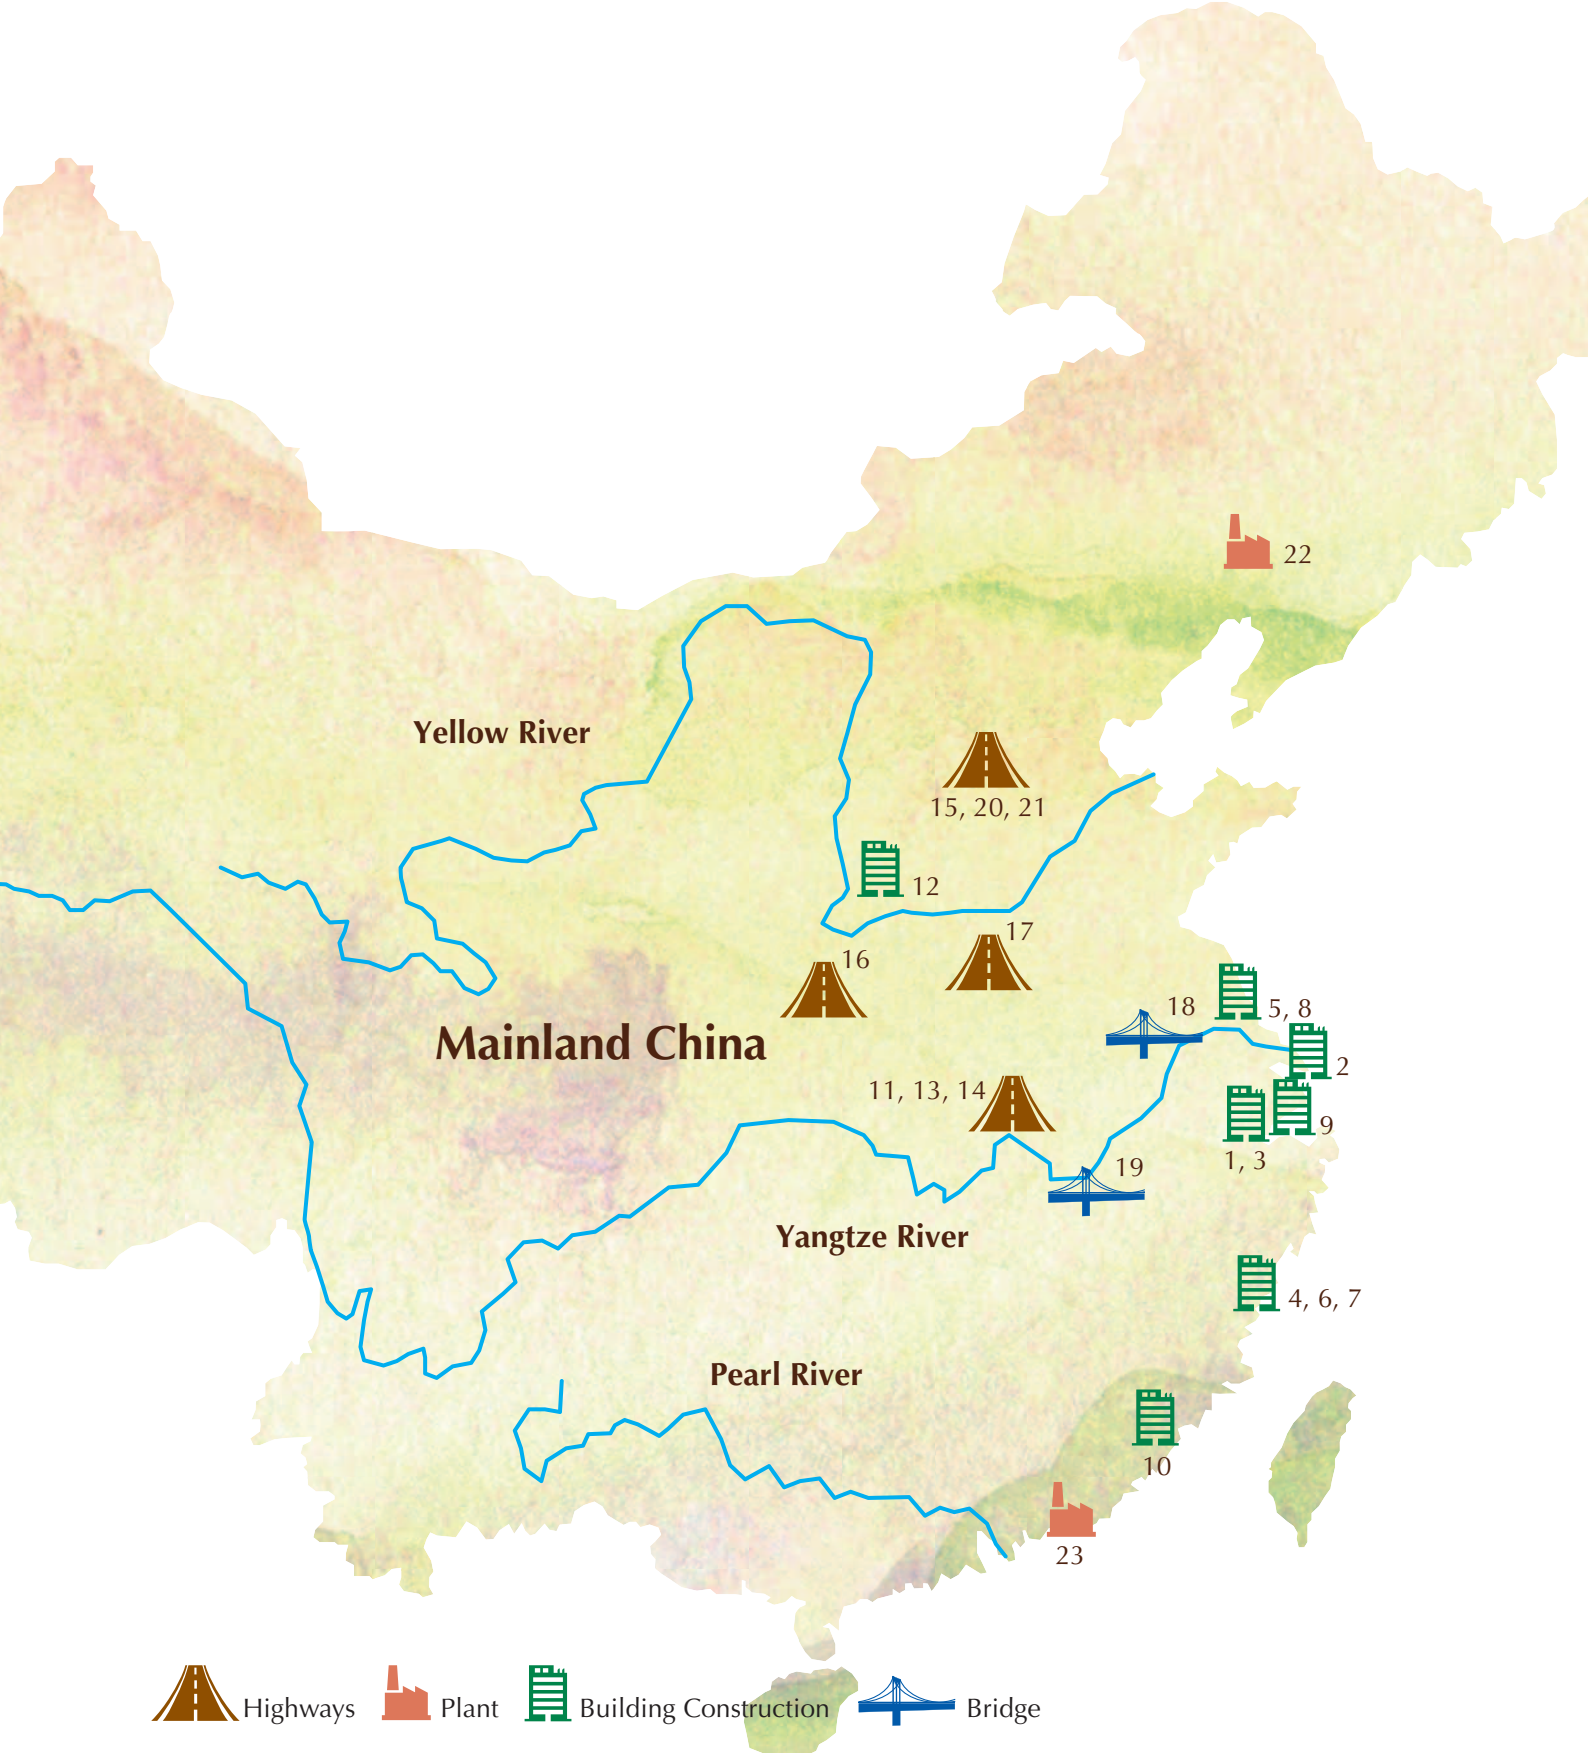 22
Yellow River
15, 20, 21
12
17
16
Mainland China
18
5, 8
2
11, 13, 14
9
1, 3
19
Yangtze River
4, 6, 7
Pearl River
10
23
Highways
Plant
Building Construction
Bridge